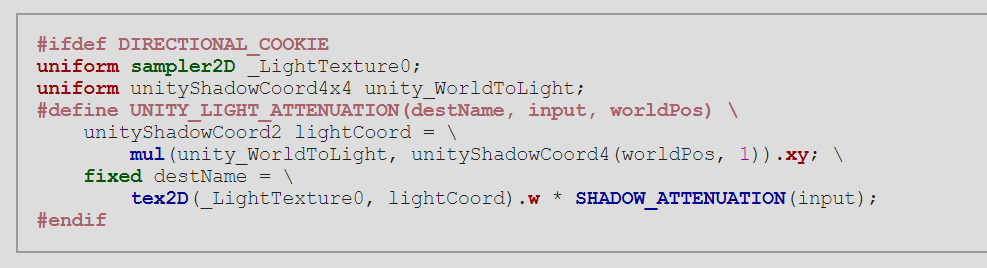 #ifdef DIRECTIONAL_COOKIE
uniform sampler2D _LightTexture0;
uniform unityShadowCoord4x4 unity_WorldToLight;
#define UNITY_LIGHT_ATTENUATION(destName, input, worldPos) \
    unityShadowCoord2 lightCoord = \
        mul(unity_WorldToLight, unityShadowCoord4(worldPos, 1)).xy; \
    fixed destName = \
        tex2D(_LightTexture0, lightCoord).w * SHADOW_ATTENUATION(input);
#endif